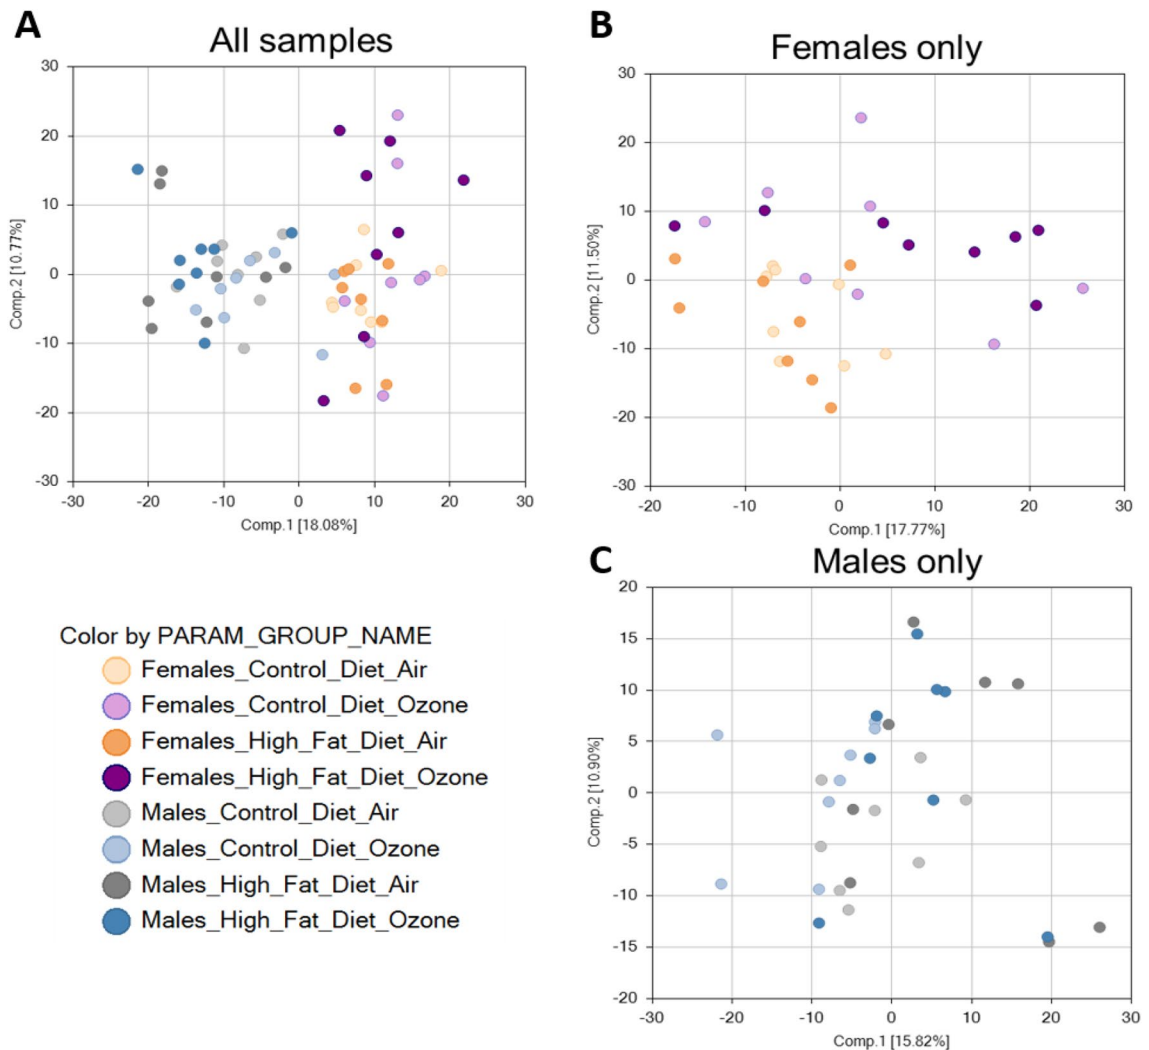 A
All samples
30
20
10
0
-10
-20
-30
-30
-20
-10
0
10
20
30
Comp.2 [10.77%]
Comp.1 [18.08%]
B
Females only
30
20
10
0
-10
-20
-30
-20
-10
0
10
20
30
Comp.2 [11.50%]
Comp.1 [17.77%]
Color by PARAM_GROUP_NAME
Females_Control_Diet_Air
Females_Control_Diet_Ozone
Females_High_Fat_Diet_Air
Females_High_Fat_Diet_Ozone
Males_Control_Diet_Air
Males_Control_Diet_Ozone
Males_High_Fat_Diet_Air
Males_High_Fat_Diet_Ozone
C
Males only
20
15
10
5
0
-5
-10
-15
-20
-30
-20
-10
0
10
20
30
Comp.2 [10.90%]
Comp.1 [15.82%]